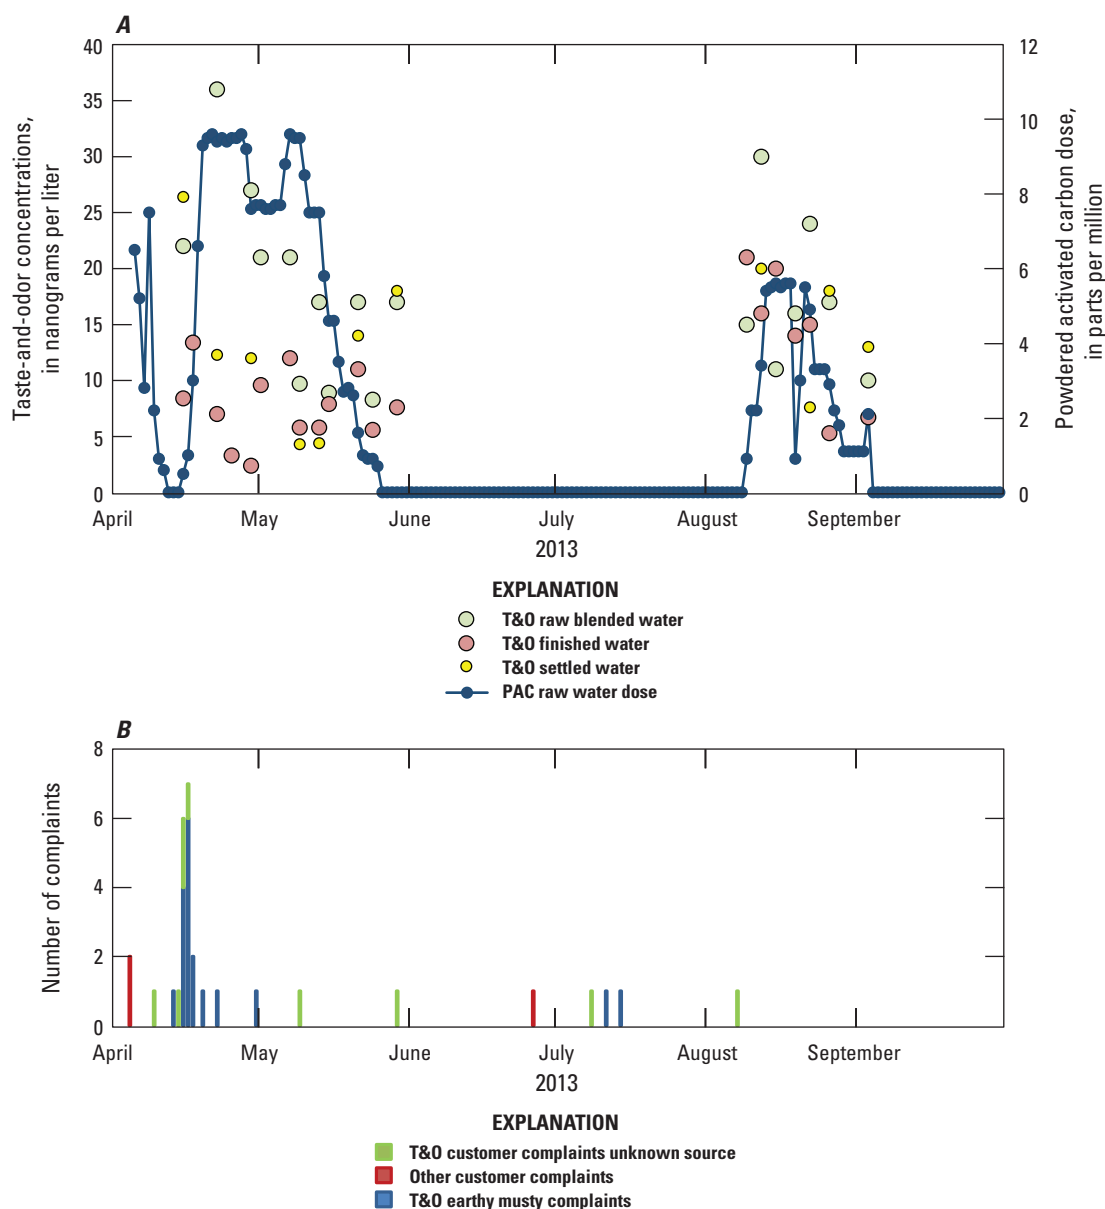 A
Taste-and-odor concentrations,
in nanograms per liter
40
35
30
25
20
15
10
5
0
12
10
8
6
4
2
0
Powdered activated carbon dose,
in parts per million
April May June July August September
2013
EXPLANATION
T&O raw blended water
T&O finished water
T&O settled water
PAC raw water dose
B
Number of complaints
8
6
4
2
0
April May June July August September
2013
EXPLANATION
T&O customer complaints unknown source
Other customer complaints
T&O earthy musty complaints